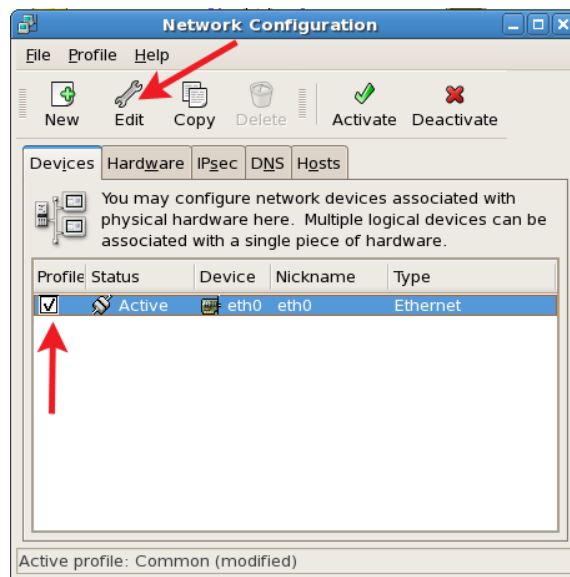 Network Configuration
File Profile Help
New Edit Copy Delete Activate Deactivate
Devices Hardware IPsec DNS Hosts
You may configure network devices associated with
physical hardware here. Multiple logical devices can be
associated with a single piece of hardware.
Profile Status Device Nickname Type
Active eth0 eth0 Ethernet
Active profile: Common (modified)